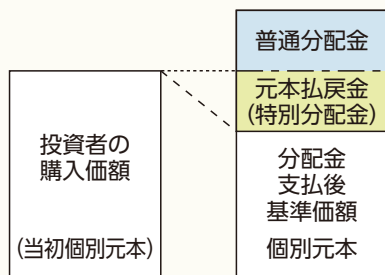 普通分配金
元本払戻金
(特別分配金)
投資者の
購入価額
(当初個別元本)
分配金
支払後
基準価額
個別元本